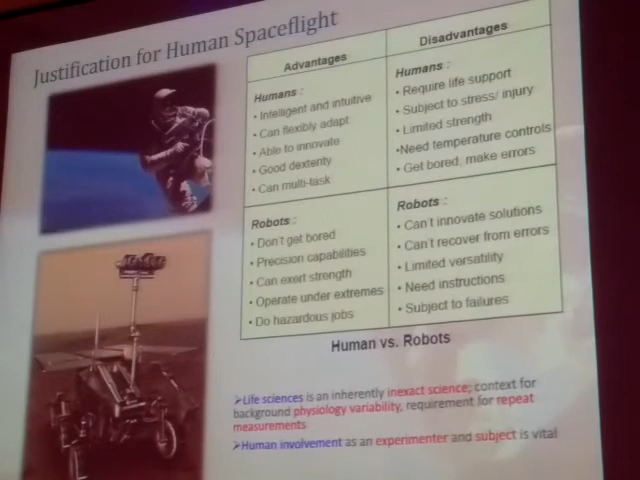 Justification for Human Spaceflight
Advantages
Disadvantages
Humans :
• Intelligent and intuitive
• Can flexibly adapt
• Able to innovate
• Good dexterity
• Can multi-task
Humans :
• Require life support
• Subject to stress/ injury
• Limited strength
•Need temperature controls
• Get bored, make errors
Robots :
• Don't get bored
• Precision capabilities
• Can exert strength
• Operate under extremes
• Do hazardous jobs
Robots :
• Can't innovate solutions
• Can't recover from errors
• Limited versatility
• Need instructions
• Subject to failures
Human vs. Robots
➢Life sciences is an inherently inexact science; context for
background physiology variability, requirement for repeat
measurements
➢Human involvement as an experimenter and subject is vital